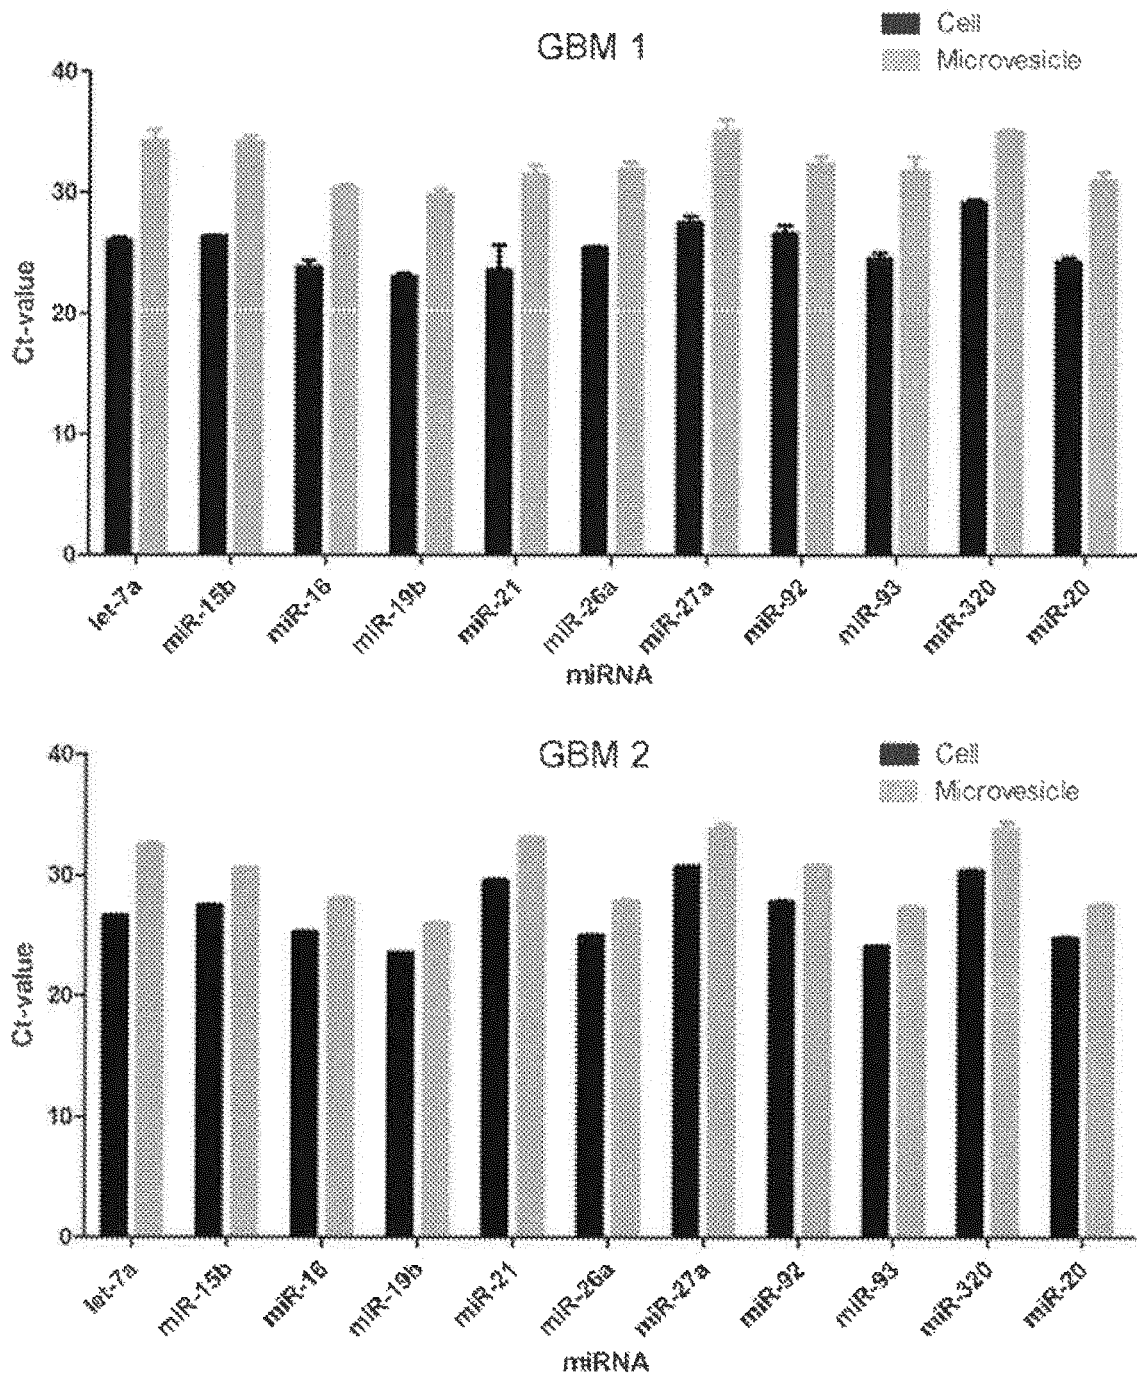 GBM 1
Cell
Microvesicle
40
30
20
10
0
Ct-value
let-7a
miR-15b
miR-16
miR-19b
miR-21
miR-26a
miR-27a
miR-92
miR-93
miR-320
miR-20
miRNA
GBM 2
Cell
Microvesicle
40
30
20
10
0
Ct-value
let-7a
miR-15b
miR-16
miR-19b
miR-21
miR-26a
miR-27a
miR-92
miR-93
miR-320
miR-20
miRNA